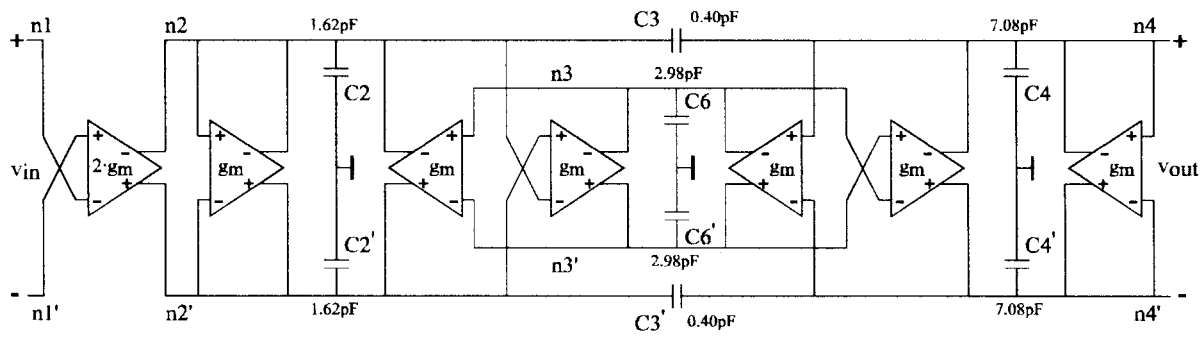 n1 n2 1.62pF C3 0.40pF 7.08pF n4
+ +
n3 2.98pF
C2 C6 C4
+ - + - - + + - - + + - - +
vin 2·gm gm gm gm gm gm gm vout
+ - + - + - - + + - - + + -
C2' C6' C4'
n3' 2.98pF
- -
n1' n2' 1.62pF C3' 0.40pF 7.08pF n4'